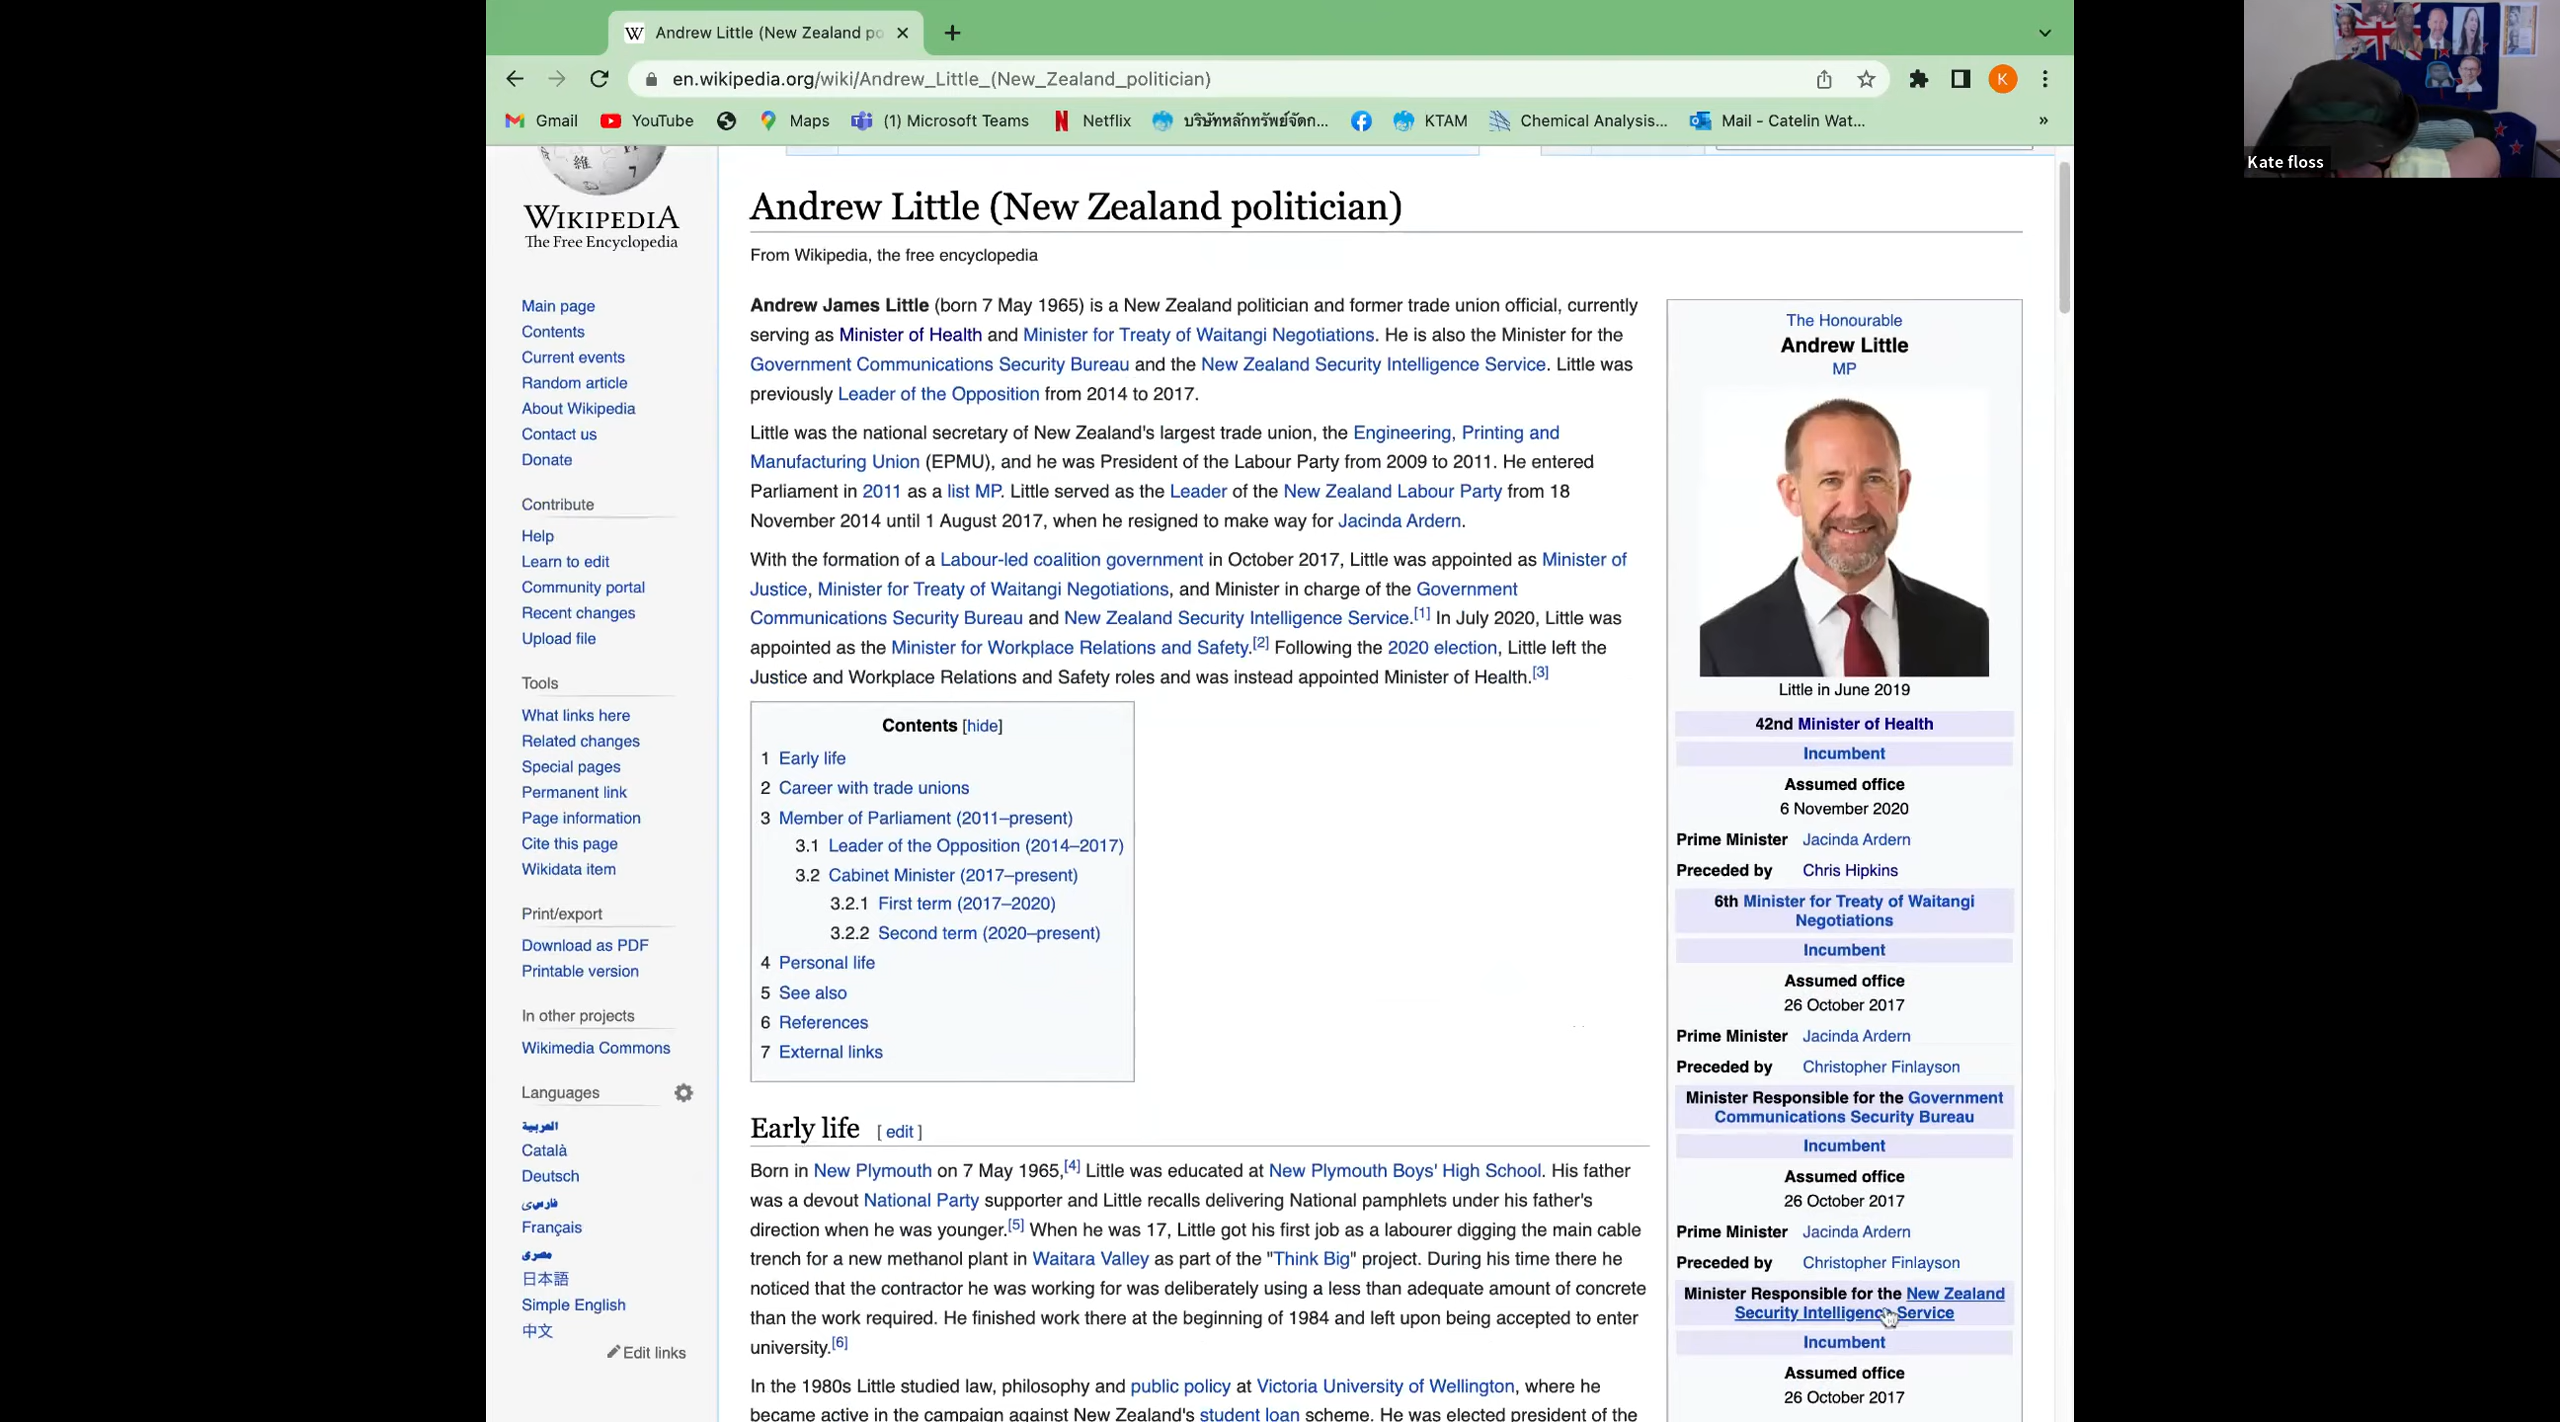 Andrew Little (New Zealand po
en.wikipedia.org/wiki/Andrew_Little_(New_Zealand_politician)
K
Gmail
YouTube
Maps
(1) Microsoft Teams
Netflix
บริษัทหลักทรัพย์จัดก...
KTAM
Chemical Analysis...
Mail - Catelin Wat...
»
Kate floss
WIKIPEDIA
The Free Encyclopedia
Main page
Contents
Current events
Random article
About Wikipedia
Contact us
Donate
Contribute
Help
Learn to edit
Community portal
Recent changes
Upload file
Tools
What links here
Related changes
Special pages
Permanent link
Page information
Cite this page
Wikidata item
Print/export
Download as PDF
Printable version
In other projects
Wikimedia Commons
Languages
العربية
Català
Deutsch
فارسی
Français
مصرى
日本語
Simple English
中文
Edit links
Andrew Little (New Zealand politician)
From Wikipedia, the free encyclopedia
Andrew James Little (born 7 May 1965) is a New Zealand politician and former trade union official, currently
serving as Minister of Health and Minister for Treaty of Waitangi Negotiations. He is also the Minister for the
Government Communications Security Bureau and the New Zealand Security Intelligence Service. Little was
previously Leader of the Opposition from 2014 to 2017.
Little was the national secretary of New Zealand's largest trade union, the Engineering, Printing and
Manufacturing Union (EPMU), and he was President of the Labour Party from 2009 to 2011. He entered
Parliament in 2011 as a list MP. Little served as the Leader of the New Zealand Labour Party from 18
November 2014 until 1 August 2017, when he resigned to make way for Jacinda Ardern.
With the formation of a Labour-led coalition government in October 2017, Little was appointed as Minister of
Justice, Minister for Treaty of Waitangi Negotiations, and Minister in charge of the Government
Communications Security Bureau and New Zealand Security Intelligence Service.[1] In July 2020, Little was
appointed as the Minister for Workplace Relations and Safety.[2] Following the 2020 election, Little left the
Justice and Workplace Relations and Safety roles and was instead appointed Minister of Health.[3]
Contents [hide]
1 Early life
2 Career with trade unions
3 Member of Parliament (2011–present)
3.1 Leader of the Opposition (2014–2017)
3.2 Cabinet Minister (2017–present)
3.2.1 First term (2017–2020)
3.2.2 Second term (2020–present)
4 Personal life
5 See also
6 References
7 External links
Early life [ edit ]
Born in New Plymouth on 7 May 1965,[4] Little was educated at New Plymouth Boys' High School. His father
was a devout National Party supporter and Little recalls delivering National pamphlets under his father's
direction when he was younger.[5] When he was 17, Little got his first job as a labourer digging the main cable
trench for a new methanol plant in Waitara Valley as part of the "Think Big" project. During his time there he
noticed that the contractor he was working for was deliberately using a less than adequate amount of concrete
than the work required. He finished work there at the beginning of 1984 and left upon being accepted to enter
university.[6]
In the 1980s Little studied law, philosophy and public policy at Victoria University of Wellington, where he
became active in the campaign against New Zealand's student loan scheme. He was elected president of the
The Honourable
Andrew Little
MP
Little in June 2019
42nd Minister of Health
Incumbent
Assumed office
6 November 2020
Prime Minister Jacinda Ardern
Preceded by Chris Hipkins
6th Minister for Treaty of Waitangi
Negotiations
Incumbent
Assumed office
26 October 2017
Prime Minister Jacinda Ardern
Preceded by Christopher Finlayson
Minister Responsible for the Government
Communications Security Bureau
Incumbent
Assumed office
26 October 2017
Prime Minister Jacinda Ardern
Preceded by Christopher Finlayson
Minister Responsible for the New Zealand
Security Intelligence Service
Incumbent
Assumed office
26 October 2017